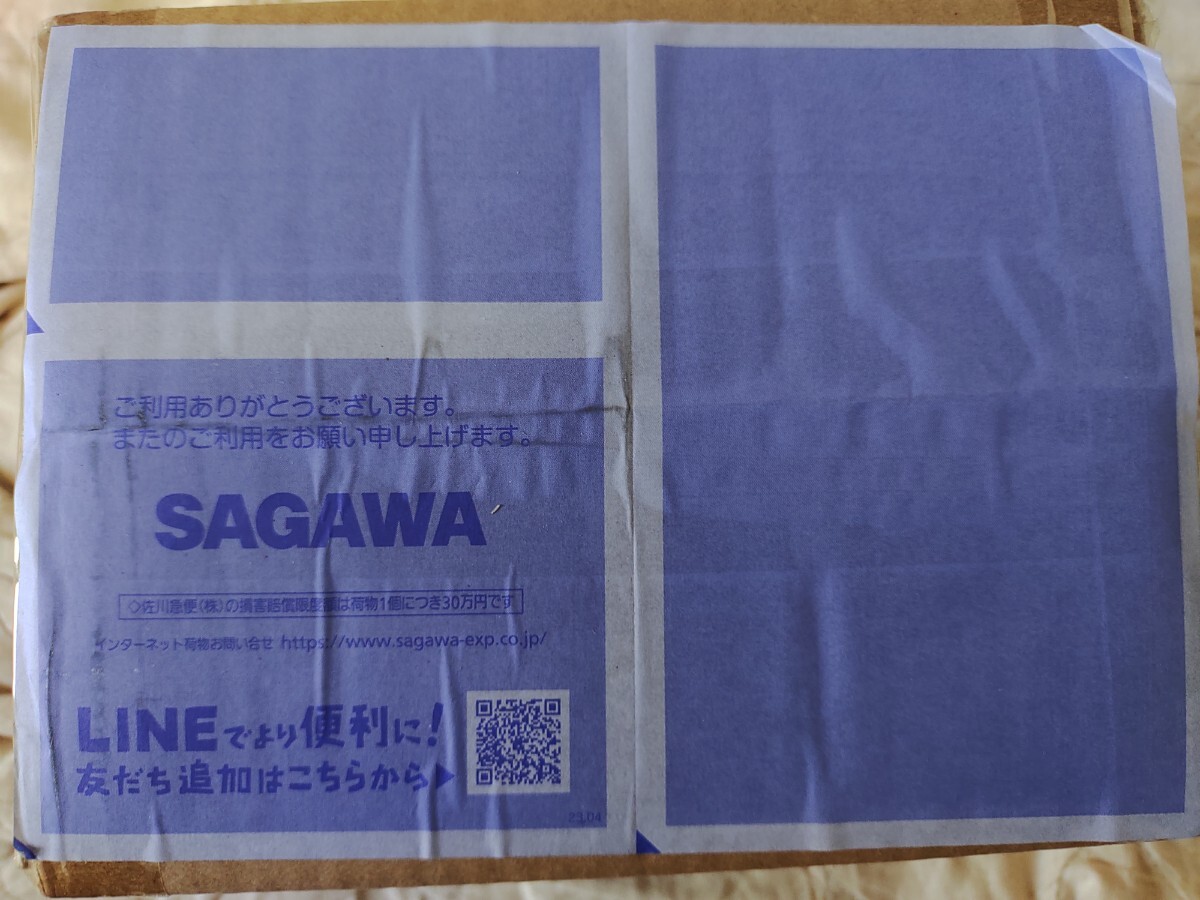 ご利用ありがとうございます。
またのご利用をお願い申し上げます。
SAGAWA
◇佐川急便(株)の損害賠償限度額は荷物1個につき30万円です
インターネット荷物お問い合せ https://www.sagawa-exp.co.jp/
LINEでより便利に!
友だち追加はこちらから▶
23.04